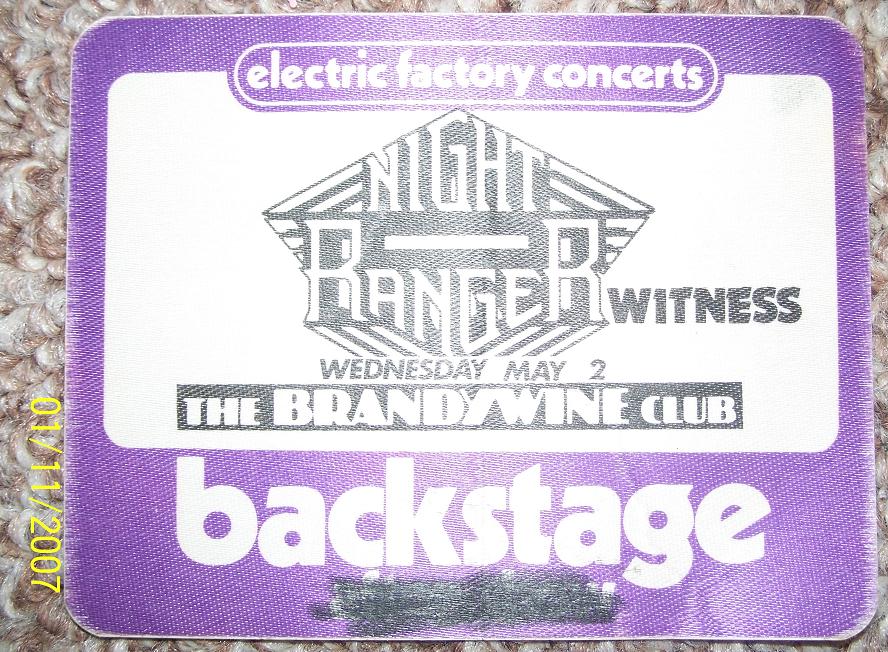 electric factory concerts
NIGHT
RANGER
WITNESS
WEDNESDAY MAY 2
THE BRANDYWINE CLUB
backstage
01/11/2007